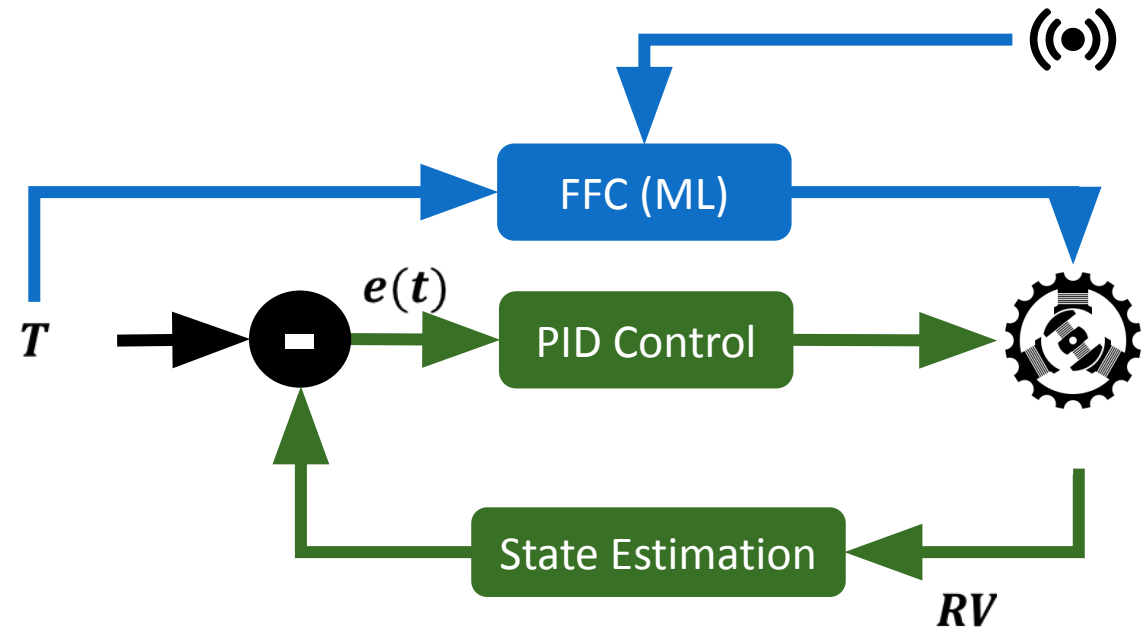 FFC (ML)
e(t)
T
-
PID Control
State Estimation
RV